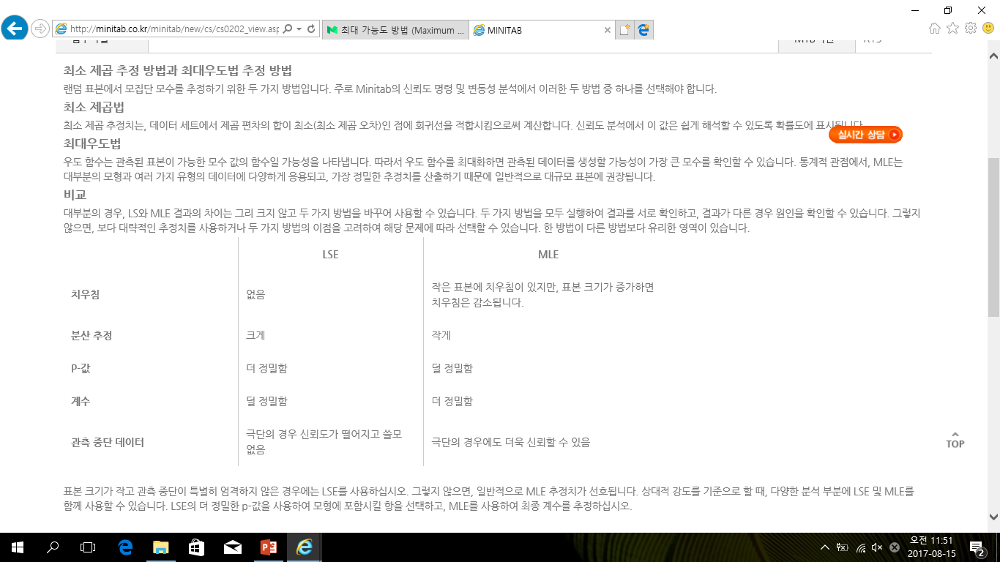 http://minitab.co.kr/minitab/new/cs/cs0202_view.asp
최대 가능도 방법 (Maximum ...
MINITAB
최소 제곱 추정 방법과 최대우도법 추정 방법
랜덤 표본에서 모집단 모수를 추정하기 위한 두 가지 방법입니다. 주로 Minitab의 신뢰도 명령 및 변동성 분석에서 이러한 두 방법 중 하나를 선택해야 합니다.
최소 제곱법
최소 제곱 추정치는, 데이터 세트에서 제곱 편차의 합이 최소(최소 제곱 오차)인 점에 회귀선을 적합시킴으로써 계산합니다. 신뢰도 분석에서 이 값은 쉽게 해석할 수 있도록 확률도에 표시됩니다.
실시간 상담
최대우도법
우도 함수는 관측된 표본이 가능한 모수 값의 함수일 가능성을 나타냅니다. 따라서 우도 함수를 최대화하면 관측된 데이터를 생성할 가능성이 가장 큰 모수를 확인할 수 있습니다. 통계적 관점에서, MLE는
대부분의 모형과 여러 가지 유형의 데이터에 다양하게 응용되고, 가장 정밀한 추정치를 산출하기 때문에 일반적으로 대규모 표본에 권장됩니다.
비교
대부분의 경우, LS와 MLE 결과의 차이는 그리 크지 않고 두 가지 방법을 바꾸어 사용할 수 있습니다. 두 가지 방법을 모두 실행하여 결과를 서로 확인하고, 결과가 다른 경우 원인을 확인할 수 있습니다. 그렇지
않으면, 보다 대략적인 추정치를 사용하거나 두 가지 방법의 이점을 고려하여 해당 문제에 따라 선택할 수 있습니다. 한 방법이 다른 방법보다 유리한 영역이 있습니다.
LSE MLE
치우침 없음 작은 표본에 치우침이 있지만, 표본 크기가 증가하면
치우침은 감소됩니다.
분산 추정 크게 작게
P-값 더 정밀함 덜 정밀함
계수 덜 정밀함 더 정밀함
관측 중단 데이터 극단의 경우 신뢰도가 떨어지고 쓸모
없음 극단의 경우에도 더욱 신뢰할 수 있음
TOP
표본 크기가 작고 관측 중단이 특별히 엄격하지 않은 경우에는 LSE를 사용하십시오. 그렇지 않으면, 일반적으로 MLE 추정치가 선호됩니다. 상대적 강도를 기준으로 할 때, 다양한 분석 부분에 LSE 및 MLE를
함께 사용할 수 있습니다. LSE의 더 정밀한 p-값을 사용하여 모형에 포함시킬 항을 선택하고, MLE를 사용하여 최종 계수를 추정하십시오.
오전 11:51
2017-08-15
2